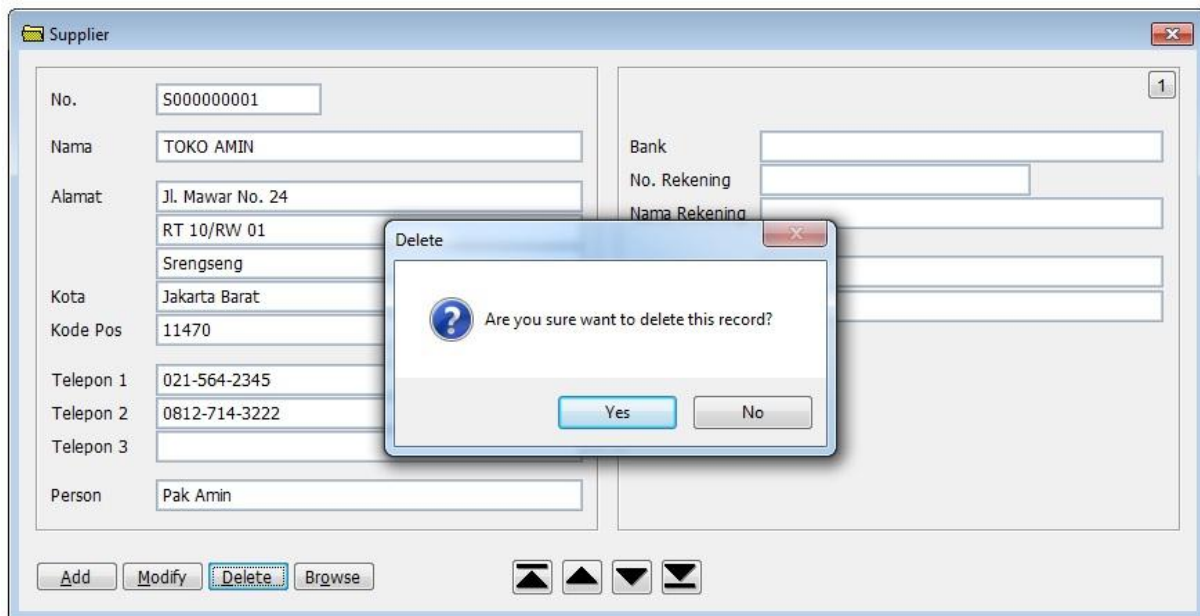 Supplier
No. S000000001
Nama TOKO AMIN
Alamat Jl. Mawar No. 24
RT 10/RW 01
Srengseng
Kota Jakarta Barat
Kode Pos 11470
Telepon 1 021-564-2345
Telepon 2 0812-714-3222
Telepon 3
Person Pak Amin
1
Bank
No. Rekening
Nama Rekening
Delete
Are you sure want to delete this record?
Yes No
Add Modify Delete Browse